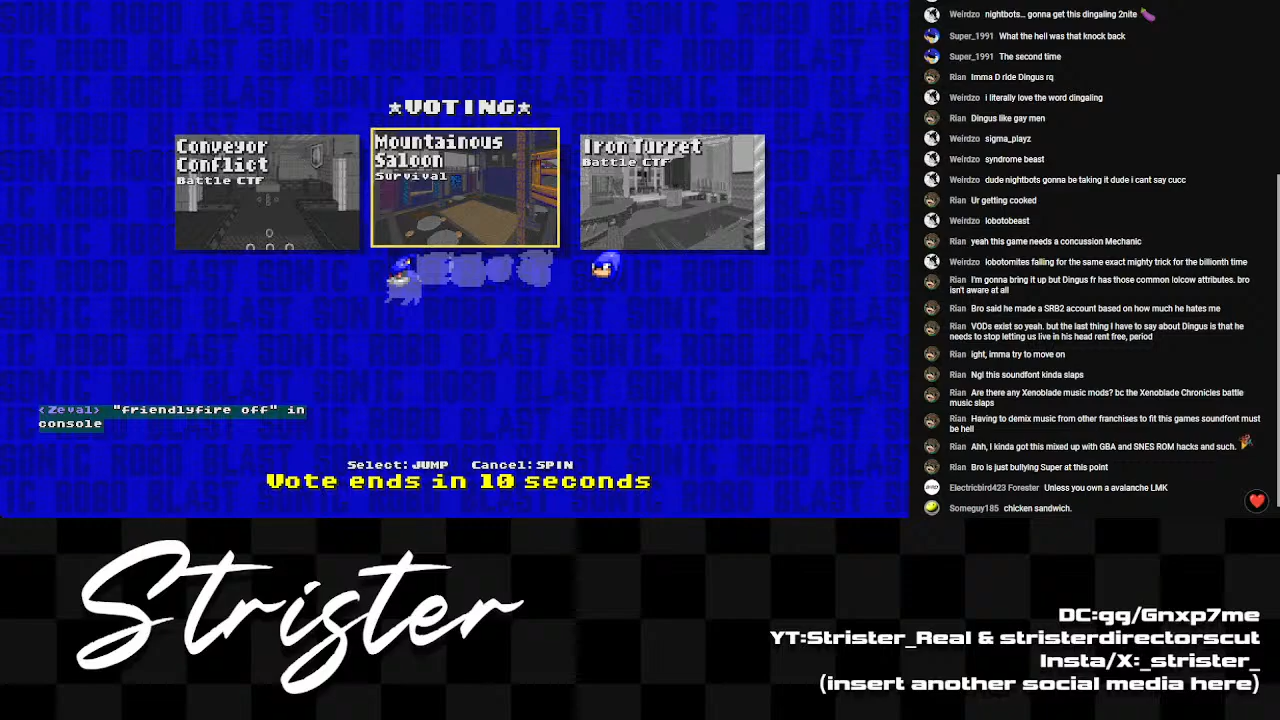 *VOTING*
Conveyor
Conflict
Battle CTF
Mountainous
Saloon
Survival
Iron Turret
Battle CTF
<Zeval> "friendlyfire off" in
console
Select:JUMP Cancel:SPIN
Vote ends in 10 seconds
Weirdzo nightbots… gonna get this dingaling 2nite 🍆
Super_1991 What the hell was that knock back
Super_1991 The second time
Rian Imma D ride Dingus rq
Weirdzo i literally love the word dingaling
Rian Dingus like gay men
Weirdzo sigma_playz
Weirdzo syndrome beast
Weirdzo dude nightbots gonna be taking it dude i cant say cucc
Rian Ur getting cooked
Weirdzo lobotobeast
Rian yeah this game needs a concussion Mechanic
Weirdzo lobotomites falling for the same exact mighty trick for the billionth time
Rian I'm gonna bring it up but Dingus fr has those common lolcow attributes. bro
isn't aware at all
Rian Bro said he made a SRB2 account based on how much he hates me
Rian VODs exist so yeah. but the last thing I have to say about Dingus is that he
needs to stop letting us live in his head rent free, period
Rian ight, imma try to move on
Rian Ngl this soundfont kinda slaps
Rian Are there any Xenoblade music mods? bc the Xenoblade Chronicles battle
music slaps
Rian Having to demix music from other franchises to fit this games soundfont must
be hell
Rian Ahh, I kinda got this mixed up with GBA and SNES ROM hacks and such. 🎉
Rian Bro is just bullying Super at this point
Electricbird423 Forester Unless you own a avalanche LMK
Someguy185 chicken sandwich.
Strister
DC:gg/Gnxp7me
YT:Strister_Real & stristerdirectorscut
Insta/X:_strister_
(insert another social media here)